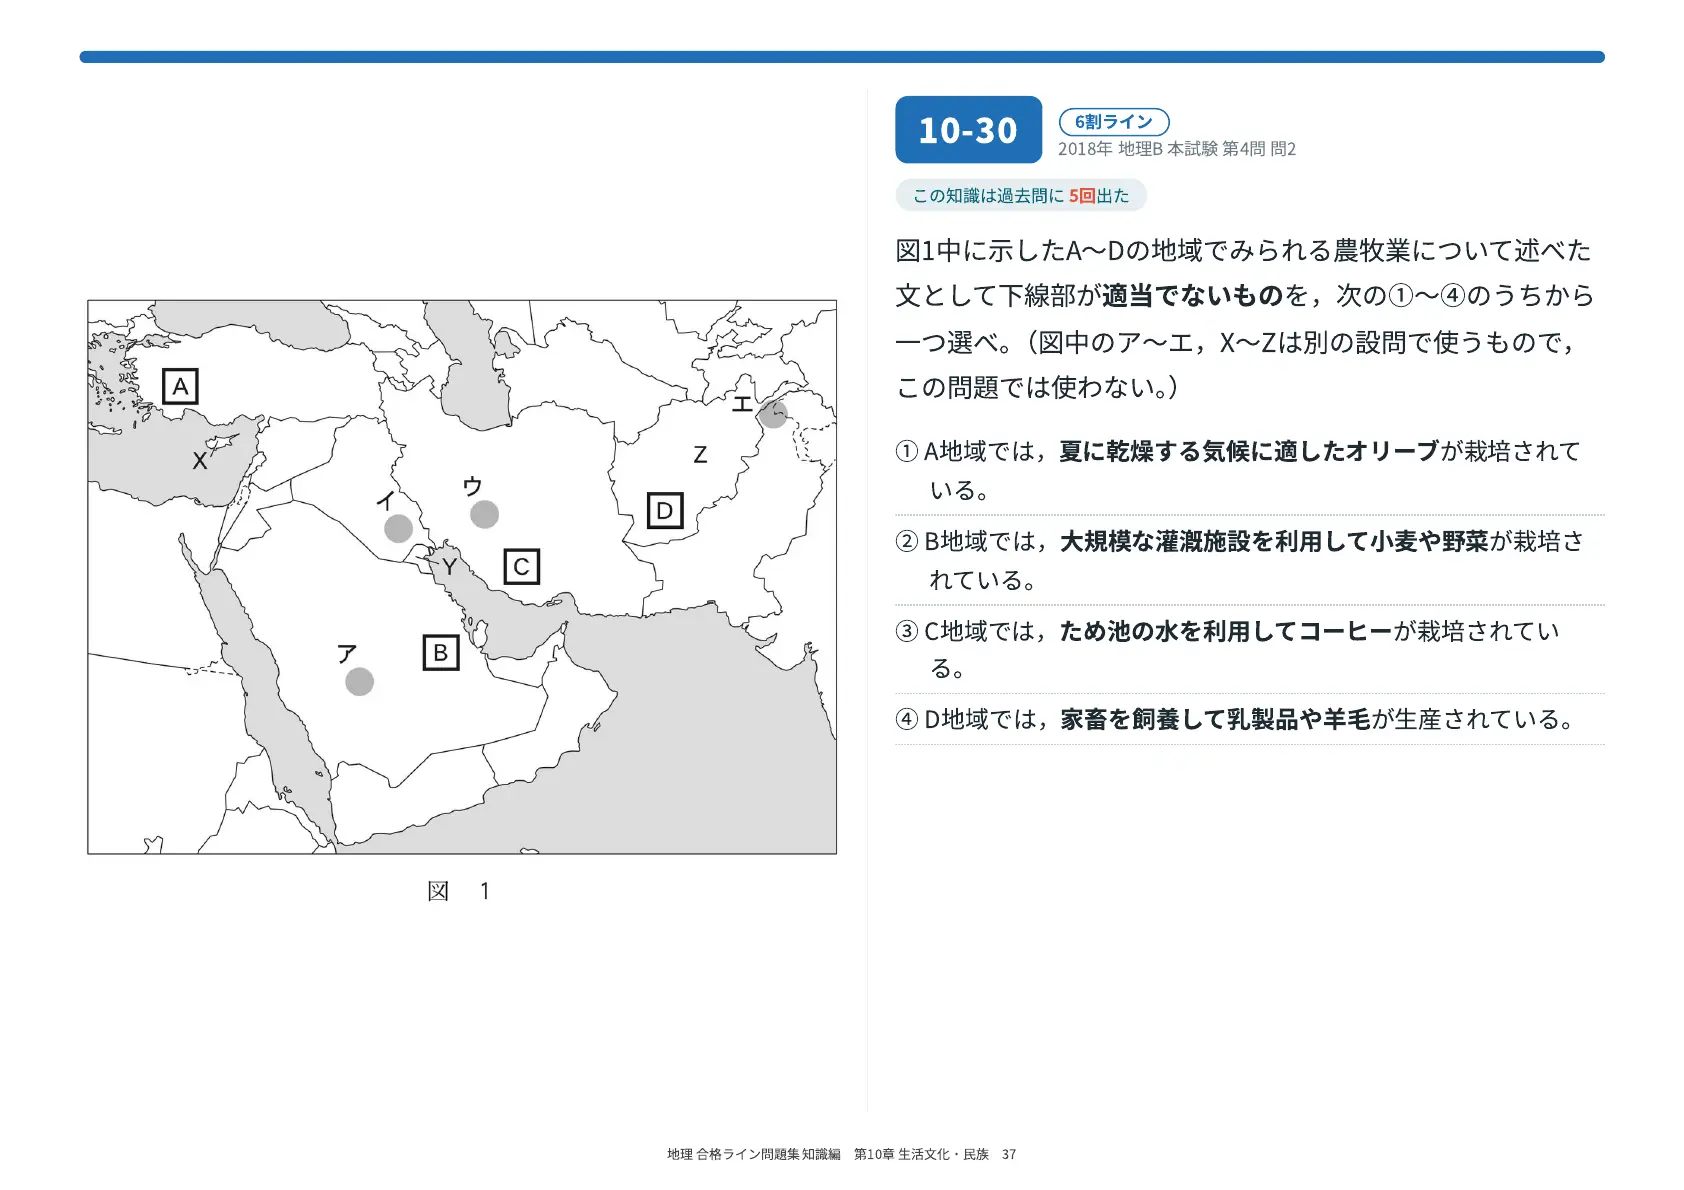 10-30
6割ライン
2018年 地理B 本試験 第4問 問2
この知識は過去問に 5回出た
図1中に示したA～Dの地域でみられる農牧業について述べた
文として下線部が適当でないものを，次の①～④のうちから
一つ選べ。（図中のア～エ，X～Zは別の設問で使うもので，
この問題では使わない。）
① A地域では，夏に乾燥する気候に適したオリーブが栽培されて
いる。
② B地域では，大規模な灌漑施設を利用して小麦や野菜が栽培さ
れている。
③ C地域では，ため池の水を利用してコーヒーが栽培されてい
る。
④ D地域では，家畜を飼養して乳製品や羊毛が生産されている。
A
エ
X
Z
イ
ウ
D
Y
C
ア
B
図 1
地理 合格ライン問題集 知識編 第10章 生活文化・民族 37